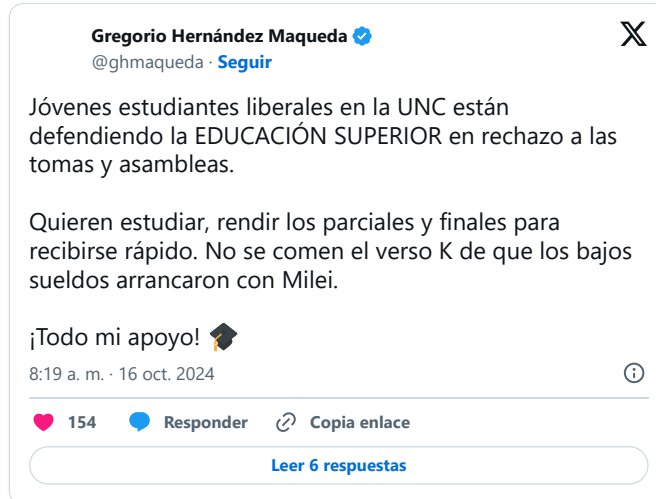 Gregorio Hernández Maqueda
@ghmaqueda · Seguir
Jóvenes estudiantes liberales en la UNC están
defendiendo la EDUCACIÓN SUPERIOR en rechazo a las
tomas y asambleas.
Quieren estudiar, rendir los parciales y finales para
recibirse rápido. No se comen el verso K de que los bajos
sueldos arrancaron con Milei.
¡Todo mi apoyo! 🎓
8:19 a. m. · 16 oct. 2024
154 Responder Copia enlace
Leer 6 respuestas